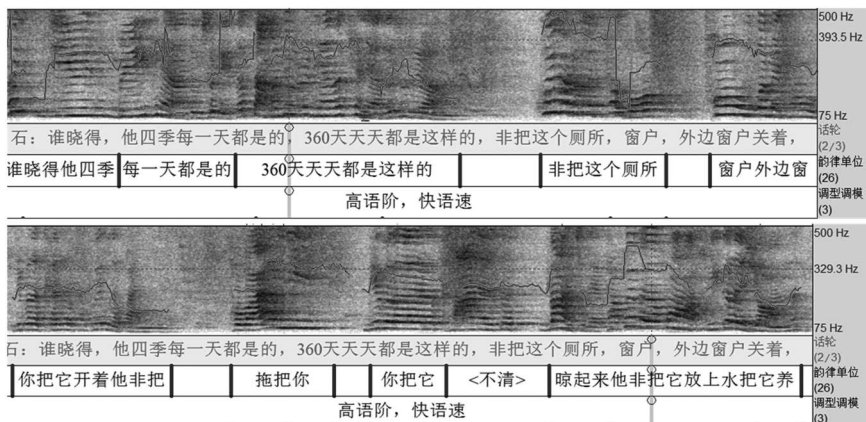 500 Hz
393.5 Hz
75 Hz
石：谁晓得，他四季每一天都是的，360天天天都是这样的，非把这个厕所，窗户，外边窗户关着，
话轮
(2/3)
谁晓得他四季 每一天都是的 360天天天都是这样的 非把这个厕所 窗户外边窗
韵律单位
(26)
高语阶，快语速
调型调模
(3)
500 Hz
329.3 Hz
75 Hz
石：谁晓得，他四季每一天都是的，360天天天都是这样的，非把这个厕所，窗户，外边窗户关着，
话轮
(2/3)
你把它开着他非把 拖把你 你把它 <不清> 晾起来他非把它放上水把它养
韵律单位
(26)
高语阶，快语速
调型调模
(3)